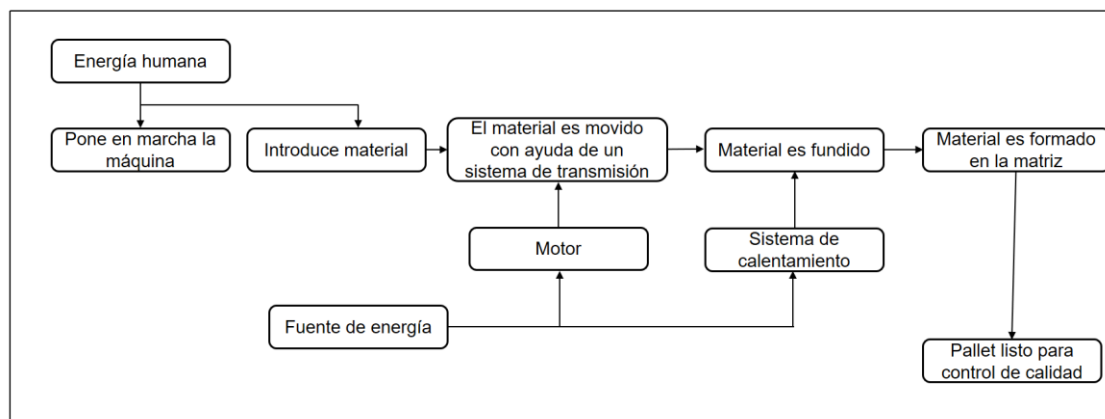 Energía humana
Pone en marcha la
máquina
Introduce material
El material es movido
con ayuda de un
sistema de transmisión
Material es fundido
Material es formado
en la matriz
Motor
Sistema de
calentamiento
Fuente de energía
Pallet listo para
control de calidad